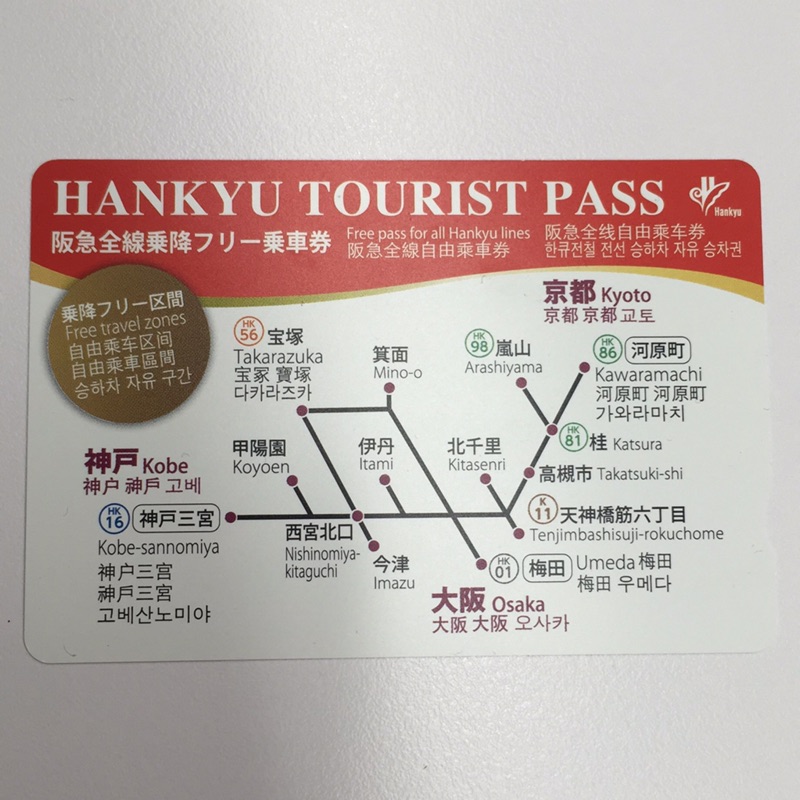 HANKYU TOURIST PASS
Hankyu
阪急全線乗降フリー乗車券
Free pass for all Hankyu lines
阪急全線自由乘車券
阪急全线自由乘车券
한큐전철 전선 승하차 자유 승차권
乗降フリー区間
Free travel zones
自由乘车区间
自由乘車區間
승하차 자유 구간
京都 Kyoto
京都 京都 교토
HK 56 宝塚
Takarazuka
宝冢 寶塚
다카라즈카
箕面
Mino-o
HK 98 嵐山
Arashiyama
HK 86 河原町
Kawaramachi
河原町 河原町
가와라마치
HK 81 桂 Katsura
高槻市 Takatsuki-shi
甲陽園
Koyoen
伊丹
Itami
北千里
Kitasenri
神戸 Kobe
神户 神戶 고베
HK 16 神戸三宮
Kobe-sannomiya
神户三宫
神戶三宮
고베산노미야
西宮北口
Nishinomiya-
kitaguchi
今津
Imazu
K 11 天神橋筋六丁目
Tenjimbashisuji-rokuchome
HK 01 梅田 Umeda 梅田
梅田 우메다
大阪 Osaka
大阪 大阪 오사카